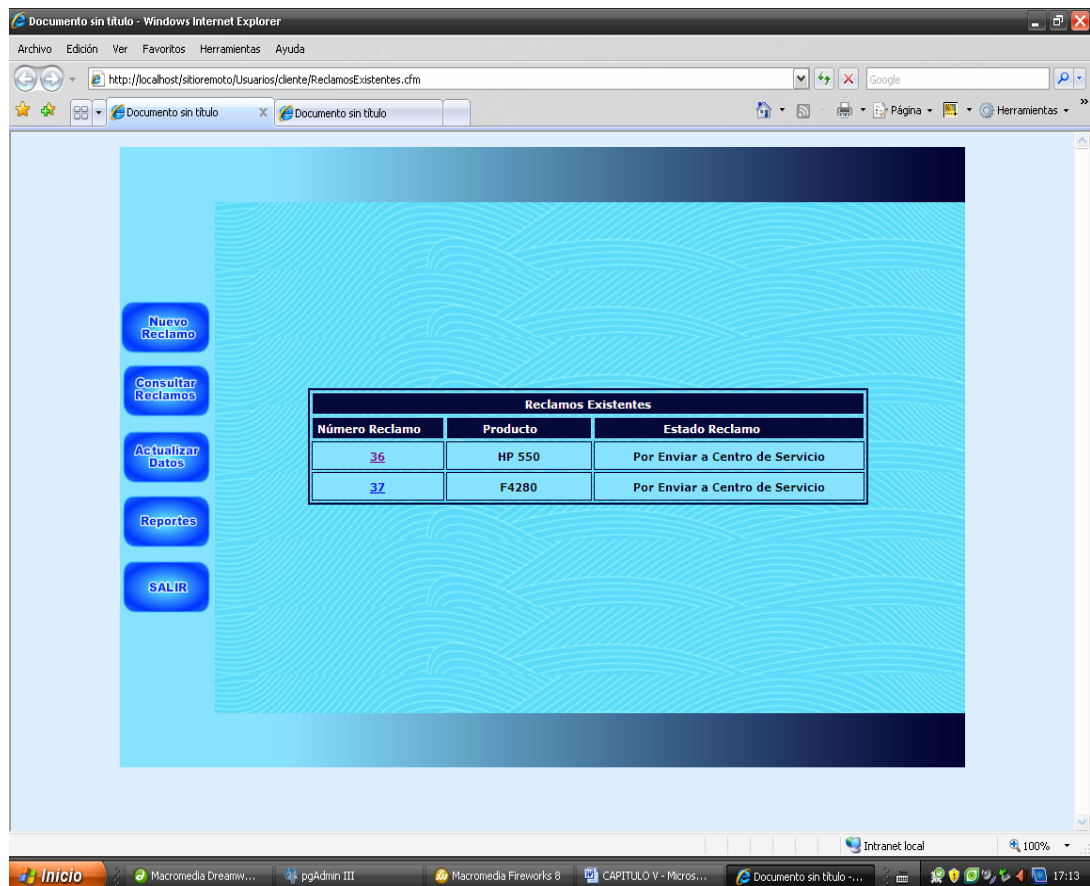 Documento sin título - Windows Internet Explorer
Archivo Edición Ver Favoritos Herramientas Ayuda
http://localhost/sitioremoto/Usuarios/cliente/ReclamosExistentes.cfm Google
Documento sin título X Documento sin título Página Herramientas »
Nuevo
Reclamo
Consultar
Reclamos
Actualizar
Datos
Reportes
SALIR
Reclamos Existentes
Número Reclamo Producto Estado Reclamo
36 HP 550 Por Enviar a Centro de Servicio
37 F4280 Por Enviar a Centro de Servicio
Intranet local 100%
Inicio Macromedia Dreamw... pgAdmin III Macromedia Fireworks 8 CAPITULO V - Micros... Documento sin título -... 17:13